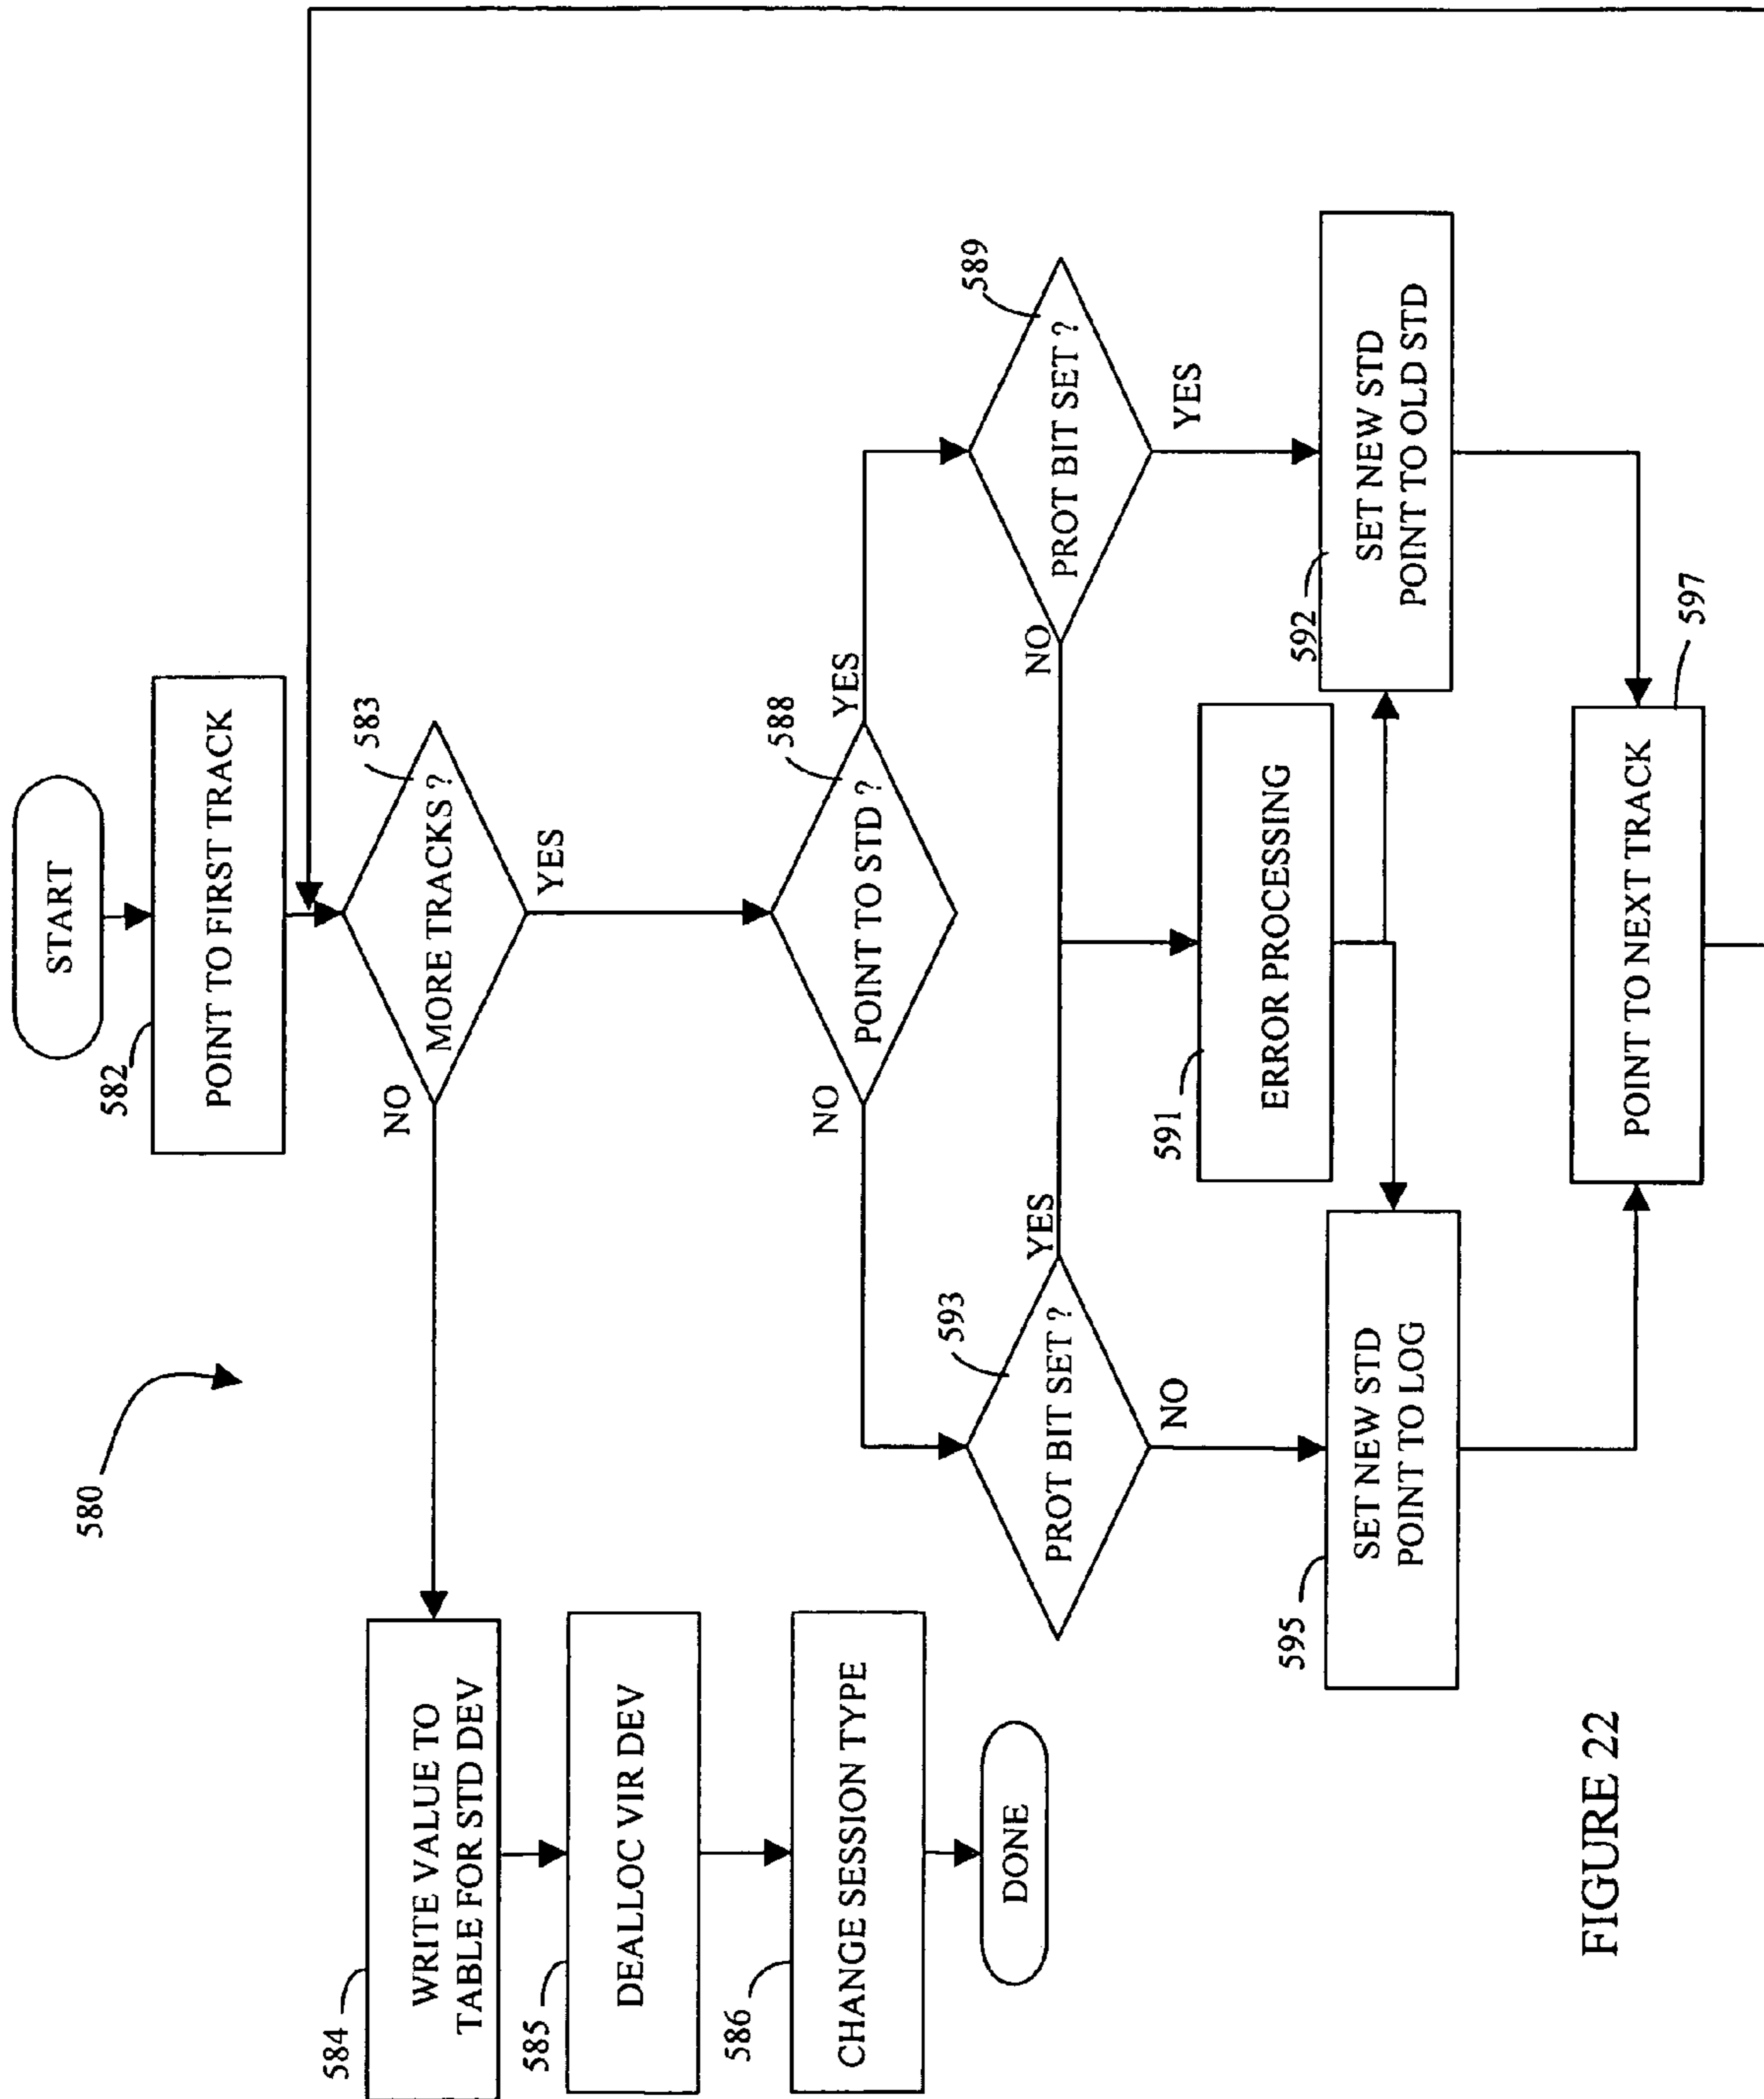 START
582
POINT TO FIRST TRACK
583
MORE TRACKS ?
NO
YES
580
584
WRITE VALUE TO
TABLE FOR STD DEV
585
DEALLOC VIR DEV
586
CHANGE SESSION TYPE
DONE
588
POINT TO STD ?
NO
YES
593
PROT BIT SET ?
YES
NO
589
PROT BIT SET ?
NO
YES
591
ERROR PROCESSING
595
SET NEW STD
POINT TO LOG
592
SET NEW STD
POINT TO OLD STD
597
POINT TO NEXT TRACK
FIGURE 22